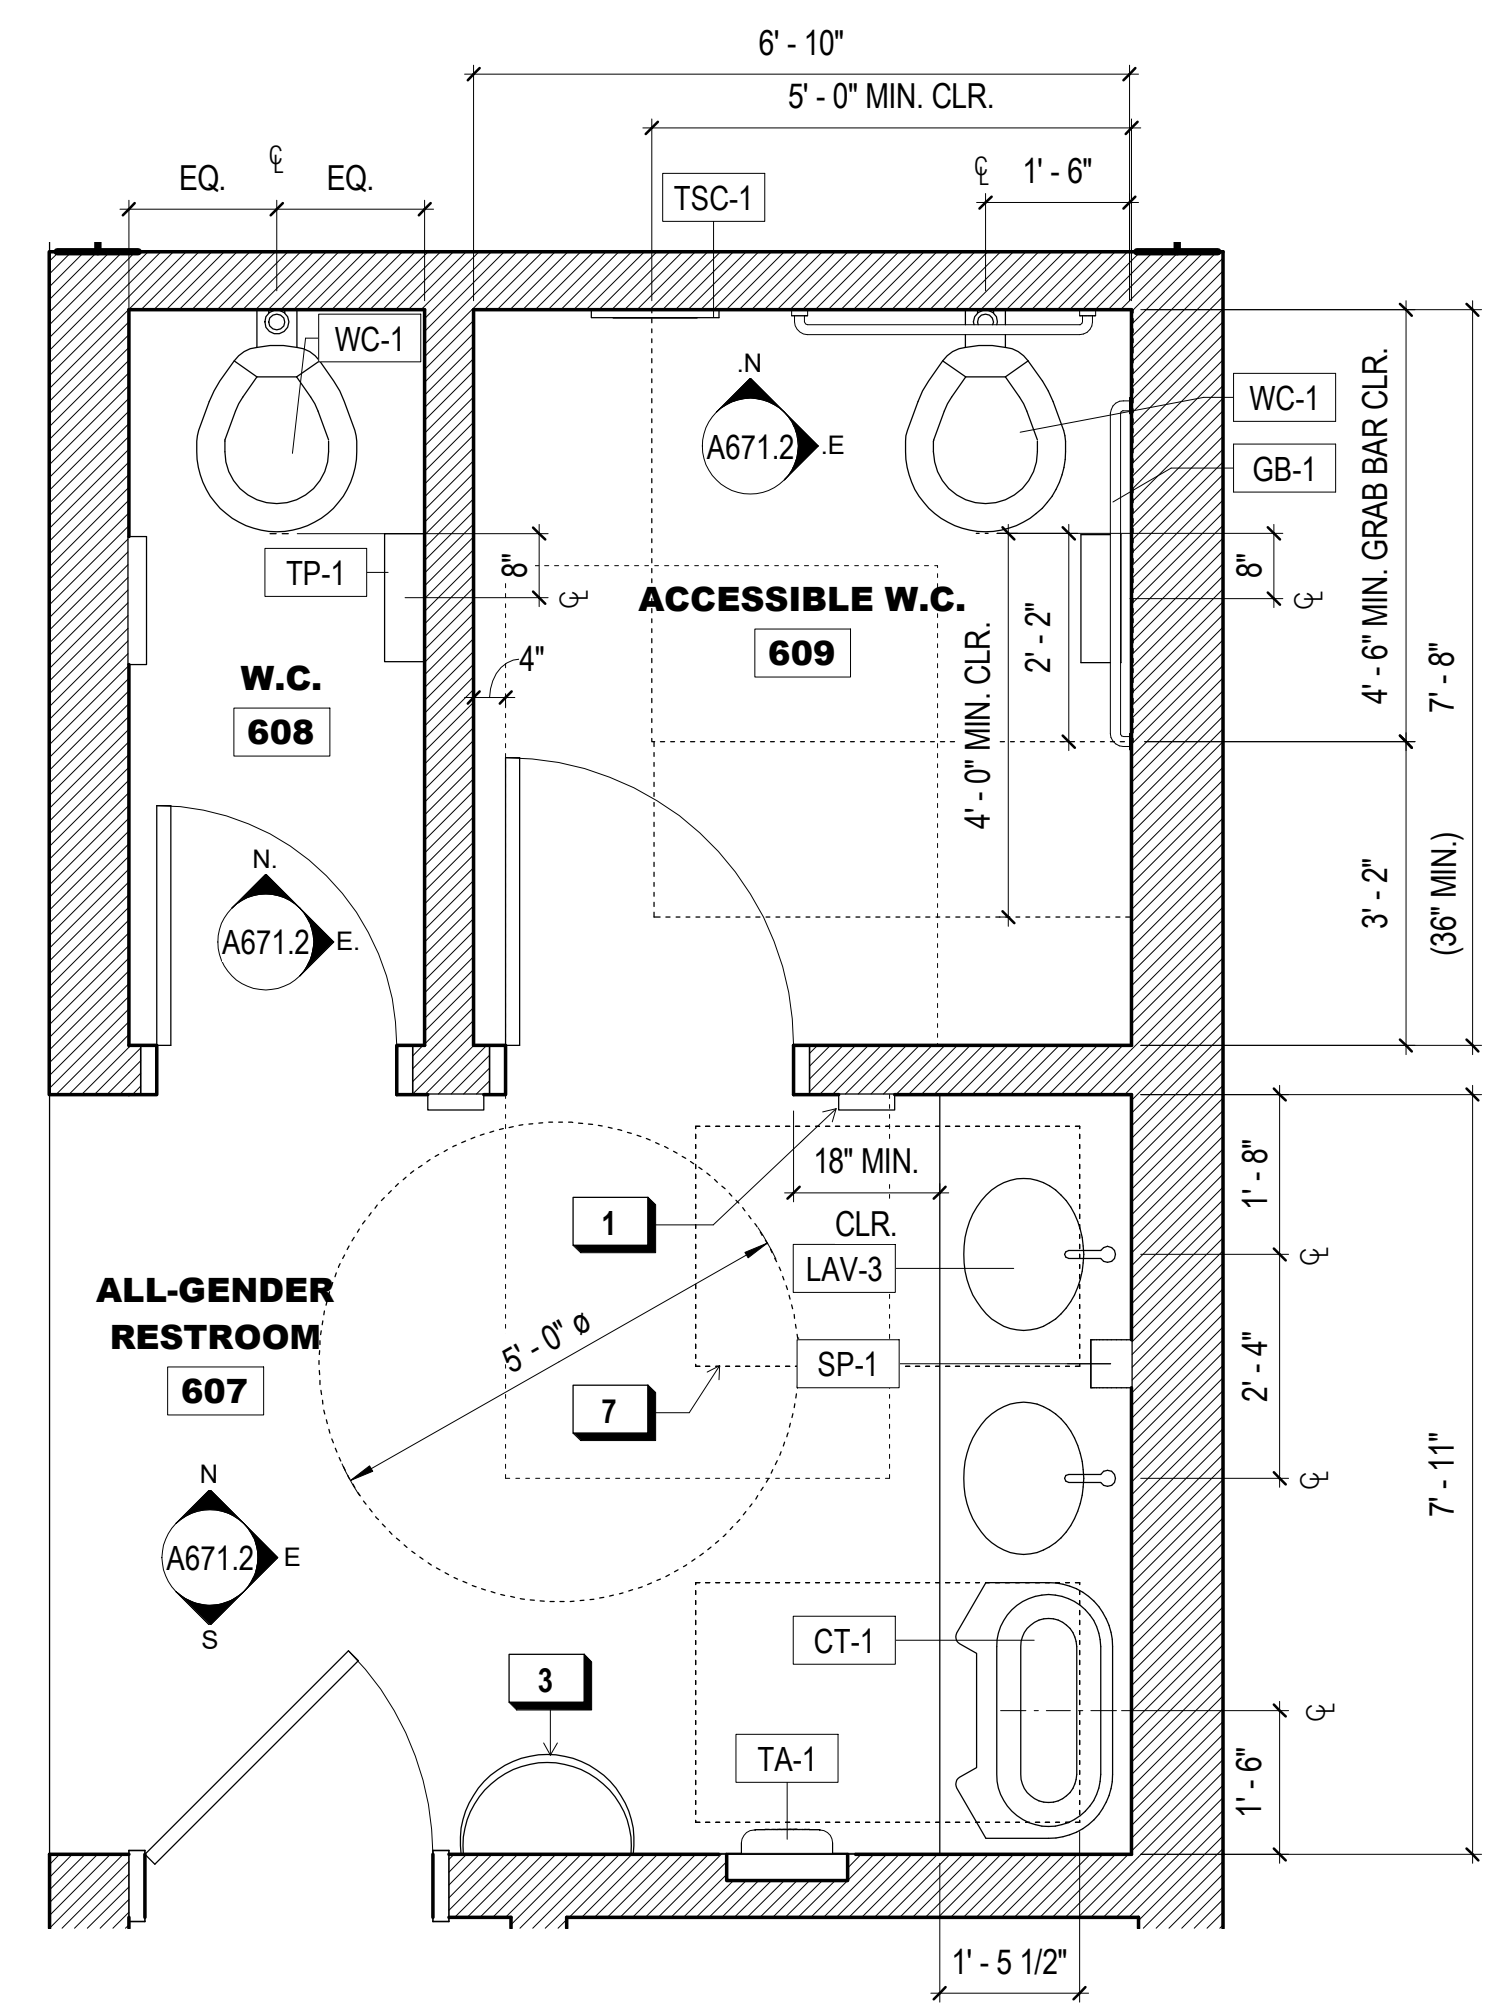 6' - 10"
5' - 0" MIN. CLR.
EQ.
℄
EQ.
℄
1' - 6"
TSC-1
WC-1
.N
A671.2
.E
WC-1
GB-1
4' - 6" MIN. GRAB BAR CLR.
7' - 8"
(36" MIN.)
TP-1
8"
℄
ACCESSIBLE W.C.
609
4' - 0" MIN. CLR.
2' - 2"
8"
℄
4"
W.C.
608
3' - 2"
N.
A671.2
E.
18" MIN.
CLR.
1
LAV-3
1' - 8"
℄
ALL-GENDER
RESTROOM
607
5' - 0" ø
SP-1
2' - 4"
7
℄
7' - 11"
N
A671.2
E
S
CT-1
3
TA-1
℄
1' - 6"
1' - 5 1/2"